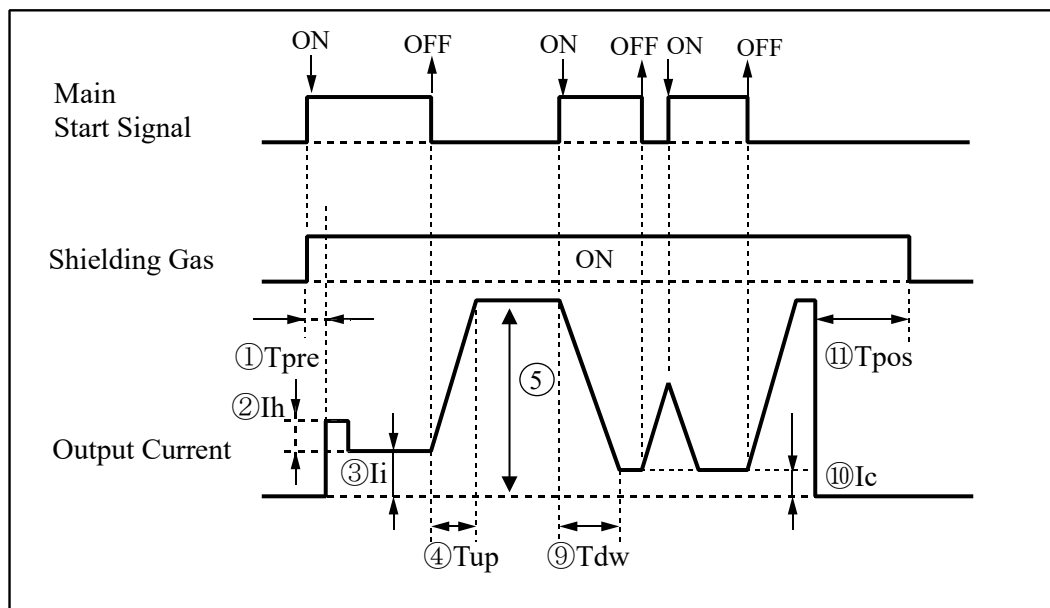 ON OFF ON OFF ON OFF
Main
Start Signal
Shielding Gas
ON
①Tpre
⑪Tpos
②Ih
⑤
Output Current
③Ii
⑩Ic
④Tup
⑨Tdw